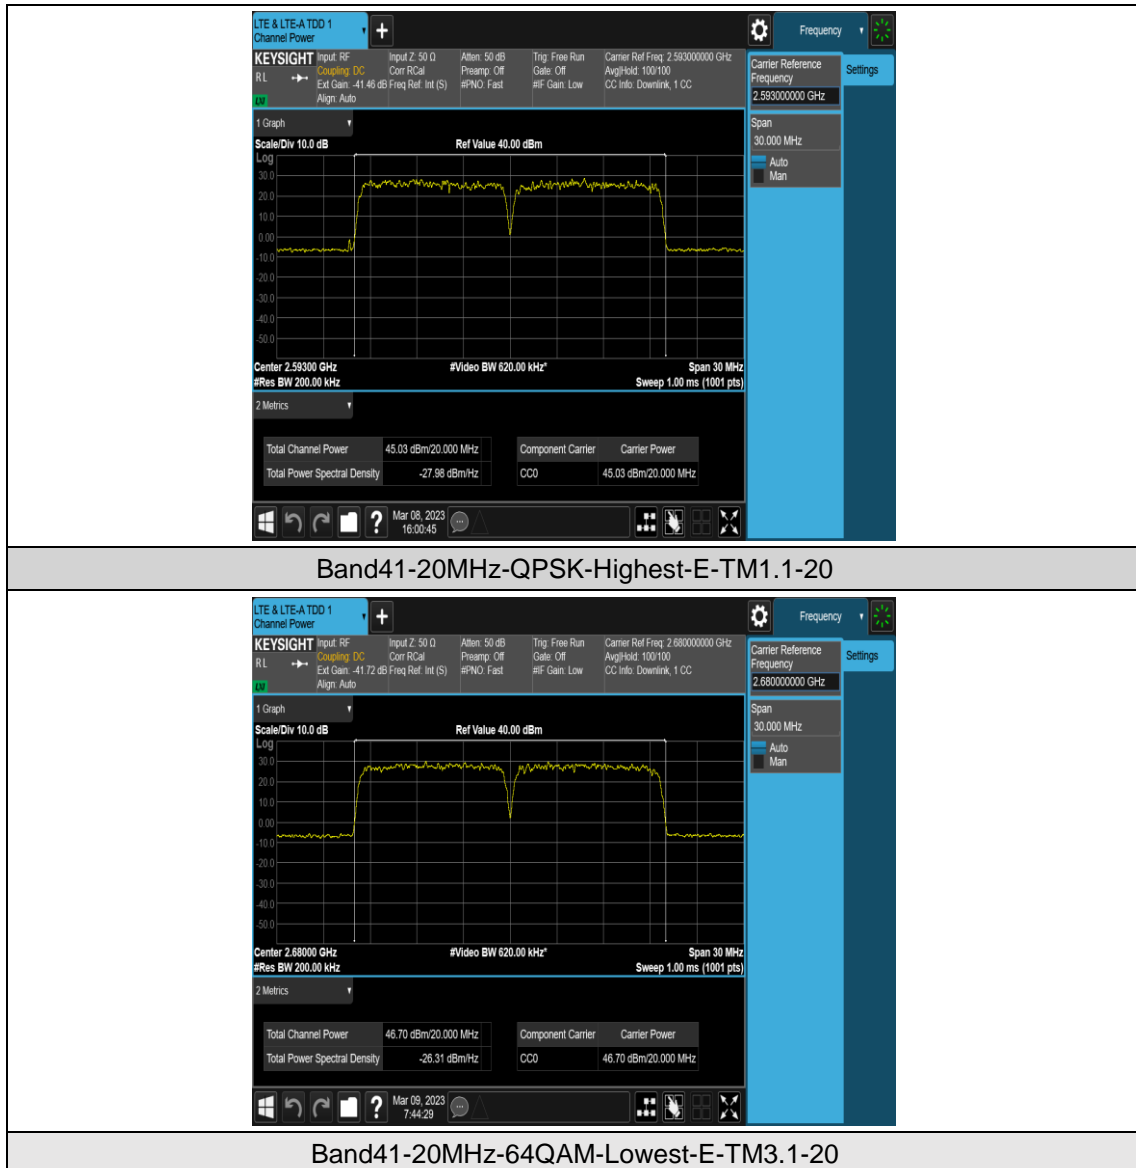 LTE & LTE-A TDD 1
Channel Power
Frequency
KEYSIGHT
RL
LXI
Input: RF
Coupling: DC
Ext Gain: -41.46 dB
Align: Auto
Input Z: 50 Ω
Corr RCal
Freq Ref: Int (S)
Atten: 50 dB
Preamp: Off
#PNO: Fast
Trig: Free Run
Gate: Off
#IF Gain: Low
Carrier Ref Freq: 2.593000000 GHz
Avg|Hold: 100/100
CC Info: Downlink, 1 CC
Carrier Reference
Frequency
2.593000000 GHz
Settings
Span
30.000 MHz
Auto
Man
1 Graph
Scale/Div 10.0 dB
Ref Value 40.00 dBm
Log
30.0
20.0
10.0
0.00
-10.0
-20.0
-30.0
-40.0
-50.0
Center 2.59300 GHz
#Video BW 620.00 kHz*
Span 30 MHz
#Res BW 200.00 kHz
Sweep 1.00 ms (1001 pts)
2 Metrics
Total Channel Power 45.03 dBm/20.000 MHz
Total Power Spectral Density -27.98 dBm/Hz
Component Carrier Carrier Power
CC0 45.03 dBm/20.000 MHz
?
Mar 08, 2023
16:00:45
Band41-20MHz-QPSK-Highest-E-TM1.1-20
LTE & LTE-A TDD 1
Channel Power
Frequency
KEYSIGHT
RL
LXI
Input: RF
Coupling: DC
Ext Gain: -41.72 dB
Align: Auto
Input Z: 50 Ω
Corr RCal
Freq Ref: Int (S)
Atten: 50 dB
Preamp: Off
#PNO: Fast
Trig: Free Run
Gate: Off
#IF Gain: Low
Carrier Ref Freq: 2.680000000 GHz
Avg|Hold: 100/100
CC Info: Downlink, 1 CC
Carrier Reference
Frequency
2.680000000 GHz
Settings
Span
30.000 MHz
Auto
Man
1 Graph
Scale/Div 10.0 dB
Ref Value 40.00 dBm
Log
30.0
20.0
10.0
0.00
-10.0
-20.0
-30.0
-40.0
-50.0
Center 2.68000 GHz
#Video BW 620.00 kHz*
Span 30 MHz
#Res BW 200.00 kHz
Sweep 1.00 ms (1001 pts)
2 Metrics
Total Channel Power 46.70 dBm/20.000 MHz
Total Power Spectral Density -26.31 dBm/Hz
Component Carrier Carrier Power
CC0 46.70 dBm/20.000 MHz
?
Mar 09, 2023
7:44:29
Band41-20MHz-64QAM-Lowest-E-TM3.1-20